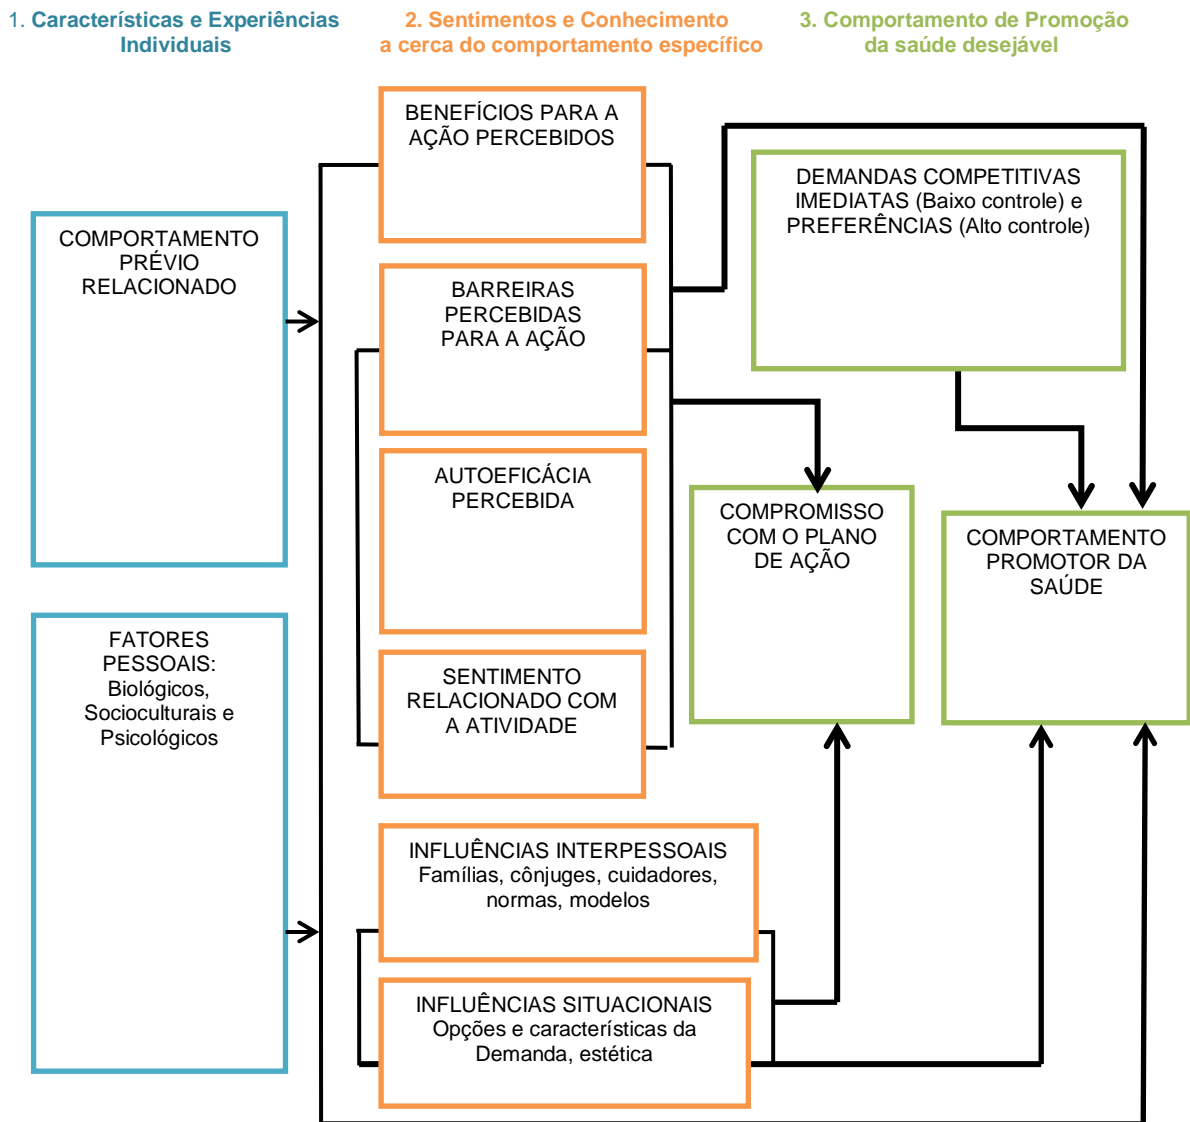 1. Características e Experiências
Individuais
2. Sentimentos e Conhecimento
a cerca do comportamento específico
3. Comportamento de Promoção
da saúde desejável
COMPORTAMENTO
PRÉVIO
RELACIONADO
FATORES
PESSOAIS:
Biológicos,
Socioculturais e
Psicológicos
BENEFÍCIOS PARA A
AÇÃO PERCEBIDOS
BARREIRAS
PERCEBIDAS
PARA A AÇÃO
AUTOEFICÁCIA
PERCEBIDA
SENTIMENTO
RELACIONADO COM
A ATIVIDADE
INFLUÊNCIAS INTERPESSOAIS
Famílias, cônjuges, cuidadores,
normas, modelos
INFLUÊNCIAS SITUACIONAIS
Opções e características da
Demanda, estética
DEMANDAS COMPETITIVAS
IMEDIATAS (Baixo controle) e
PREFERÊNCIAS (Alto controle)
COMPROMISSO
COM O PLANO
DE AÇÃO
COMPORTAMENTO
PROMOTOR DA
SAÚDE